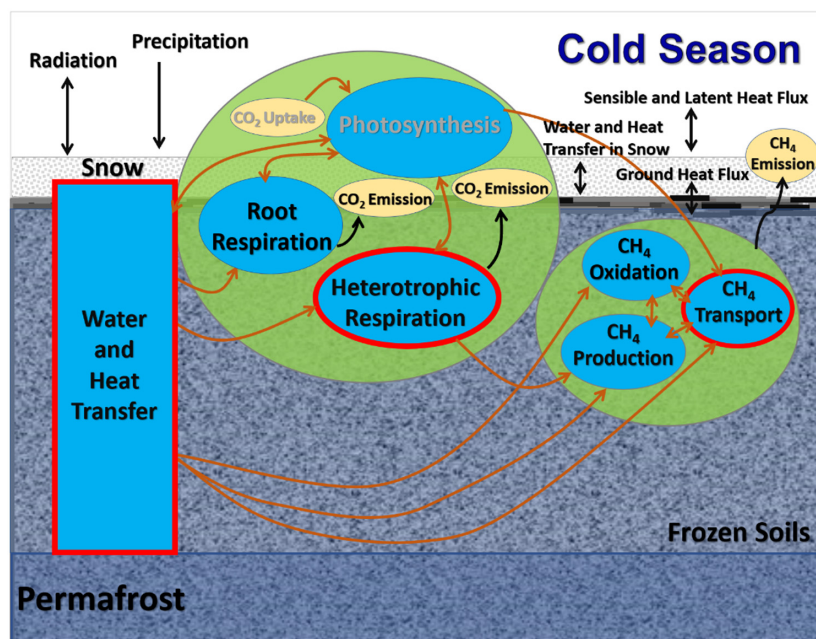 Cold Season
Precipitation
Radiation
Sensible and Latent Heat Flux
CO2 Uptake
Photosynthesis
Water and Heat
Transfer in Snow
CH4
Emission
Snow
Ground Heat Flux
CO2 Emission
CO2 Emission
Root
Respiration
CH4
Oxidation
Heterotrophic
Respiration
CH4
Transport
CH4
Production
Water
and
Heat
Transfer
Frozen Soils
Permafrost